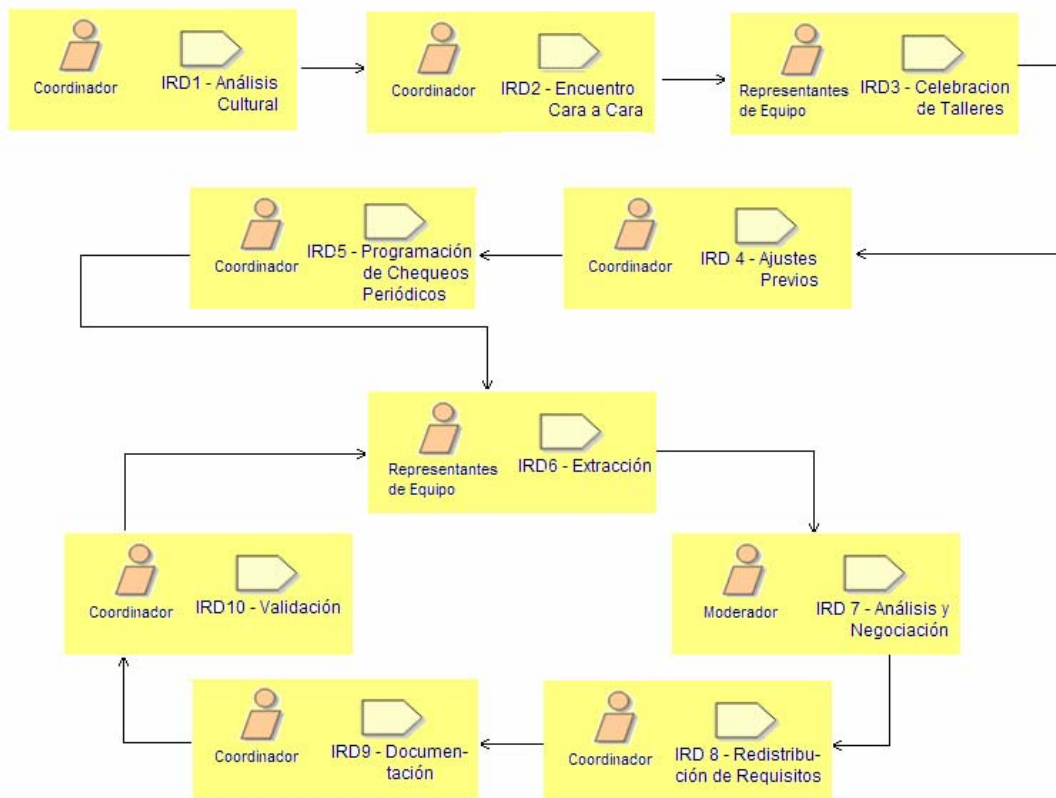 Coordinador
IRD1 - Análisis
Cultural
Coordinador
IRD2 - Encuentro
Cara a Cara
Representantes
de Equipo
IRD3 - Celebracion
de Talleres
Coordinador
IRD5 - Programación
de Chequeos
Periódicos
Coordinador
IRD 4 - Ajustes
Previos
Representantes
de Equipo
IRD6 - Extracción
Coordinador
IRD10 - Validación
Moderador
IRD 7 - Análisis y
Negociación
Coordinador
IRD9 - Documen-
tación
Coordinador
IRD 8 - Redistribu-
ción de Requisitos